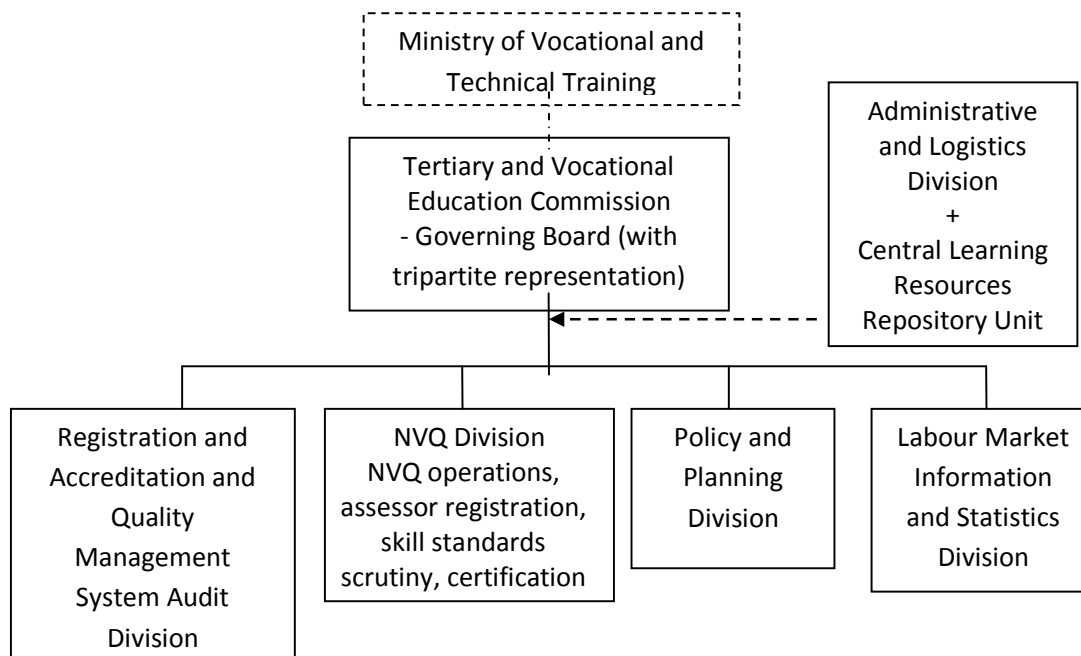 Ministry of Vocational and
Technical Training
Administrative
and Logistics
Division
+
Central Learning
Resources
Repository Unit
Tertiary and Vocational
Education Commission
- Governing Board (with
tripartite representation)
Registration and
Accreditation and
Quality
Management
System Audit
Division
NVQ Division
NVQ operations,
assessor registration,
skill standards
scrutiny, certification
Policy and
Planning
Division
Labour Market
Information
and Statistics
Division